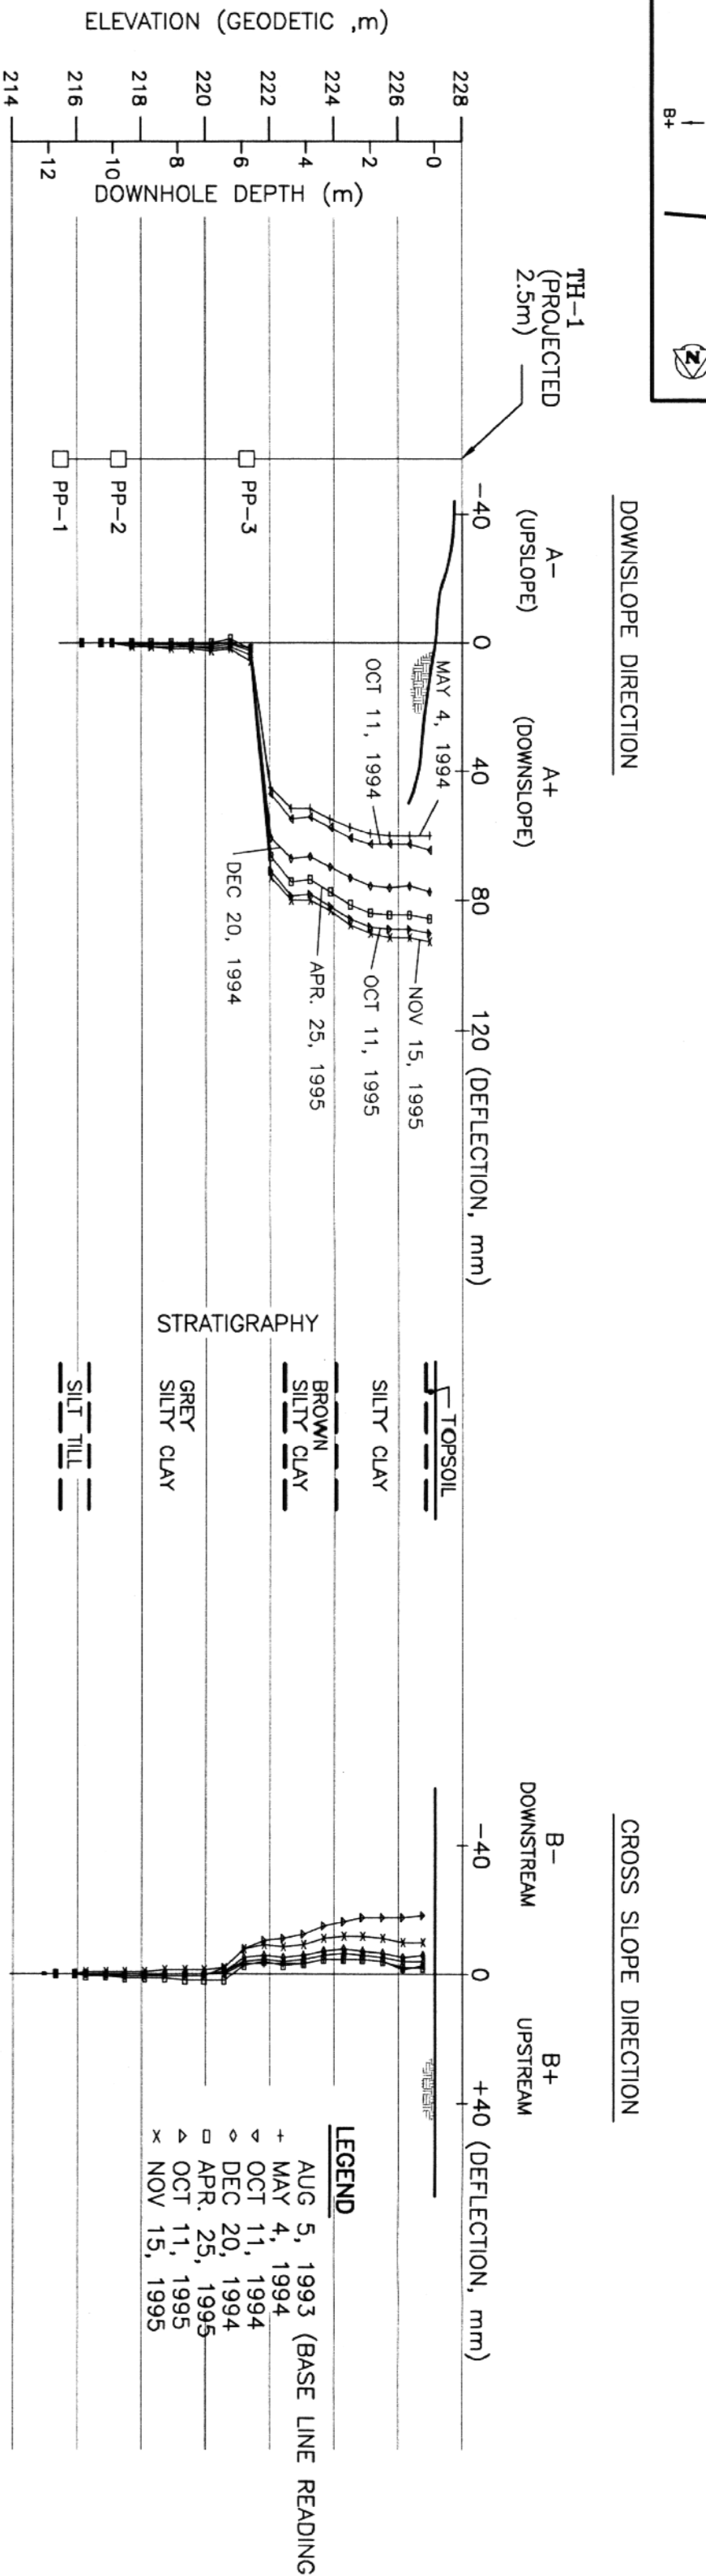 B+
N
ELEVATION (GEODETIC ,m)
228
226
224
222
220
218
216
214
0
2
4
6
8
10
12
DOWNHOLE DEPTH (m)
TH-1
(PROJECTED
2.5m)
PP-3
PP-2
PP-1
DOWNSLOPE DIRECTION
A-
(UPSLOPE)
A+
(DOWNSLOPE)
-40
0
40
80
120 (DEFLECTION, mm)
MAY 4, 1994
OCT 11, 1994
DEC 20, 1994
APR. 25, 1995
OCT 11, 1995
NOV 15, 1995
STRATIGRAPHY
TOPSOIL
SILTY CLAY
BROWN
SILTY CLAY
GREY
SILTY CLAY
SILT TILL
CROSS SLOPE DIRECTION
B-
DOWNSTREAM
B+
UPSTREAM
-40
0
+40 (DEFLECTION, mm)
LEGEND
AUG 5, 1993 (BASE LINE READING
MAY 4, 1994
OCT 11, 1994
DEC 20, 1994
APR. 25, 1995
OCT 11, 1995
NOV 15, 1995